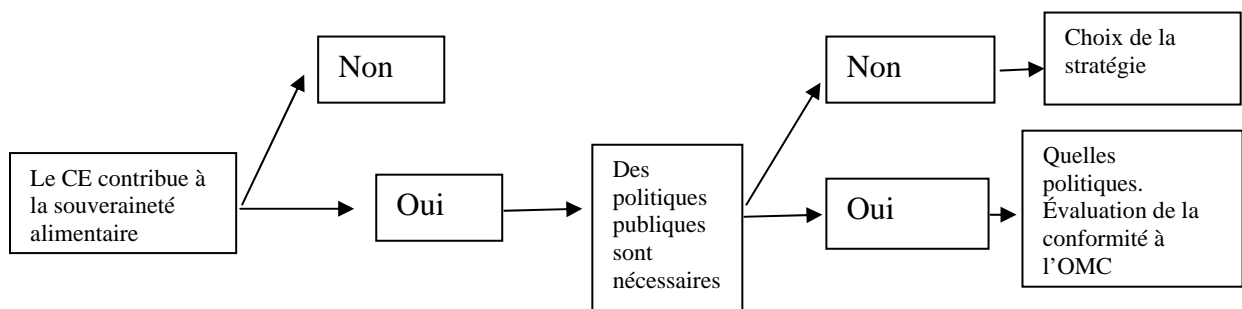 Le CE contribue à
la souveraineté
alimentaire
Non
Oui
Des
politiques
publiques
sont
nécessaires
Non
Choix de la
stratégie
Oui
Quelles
politiques.
Évaluation de la
conformité à
l’OMC